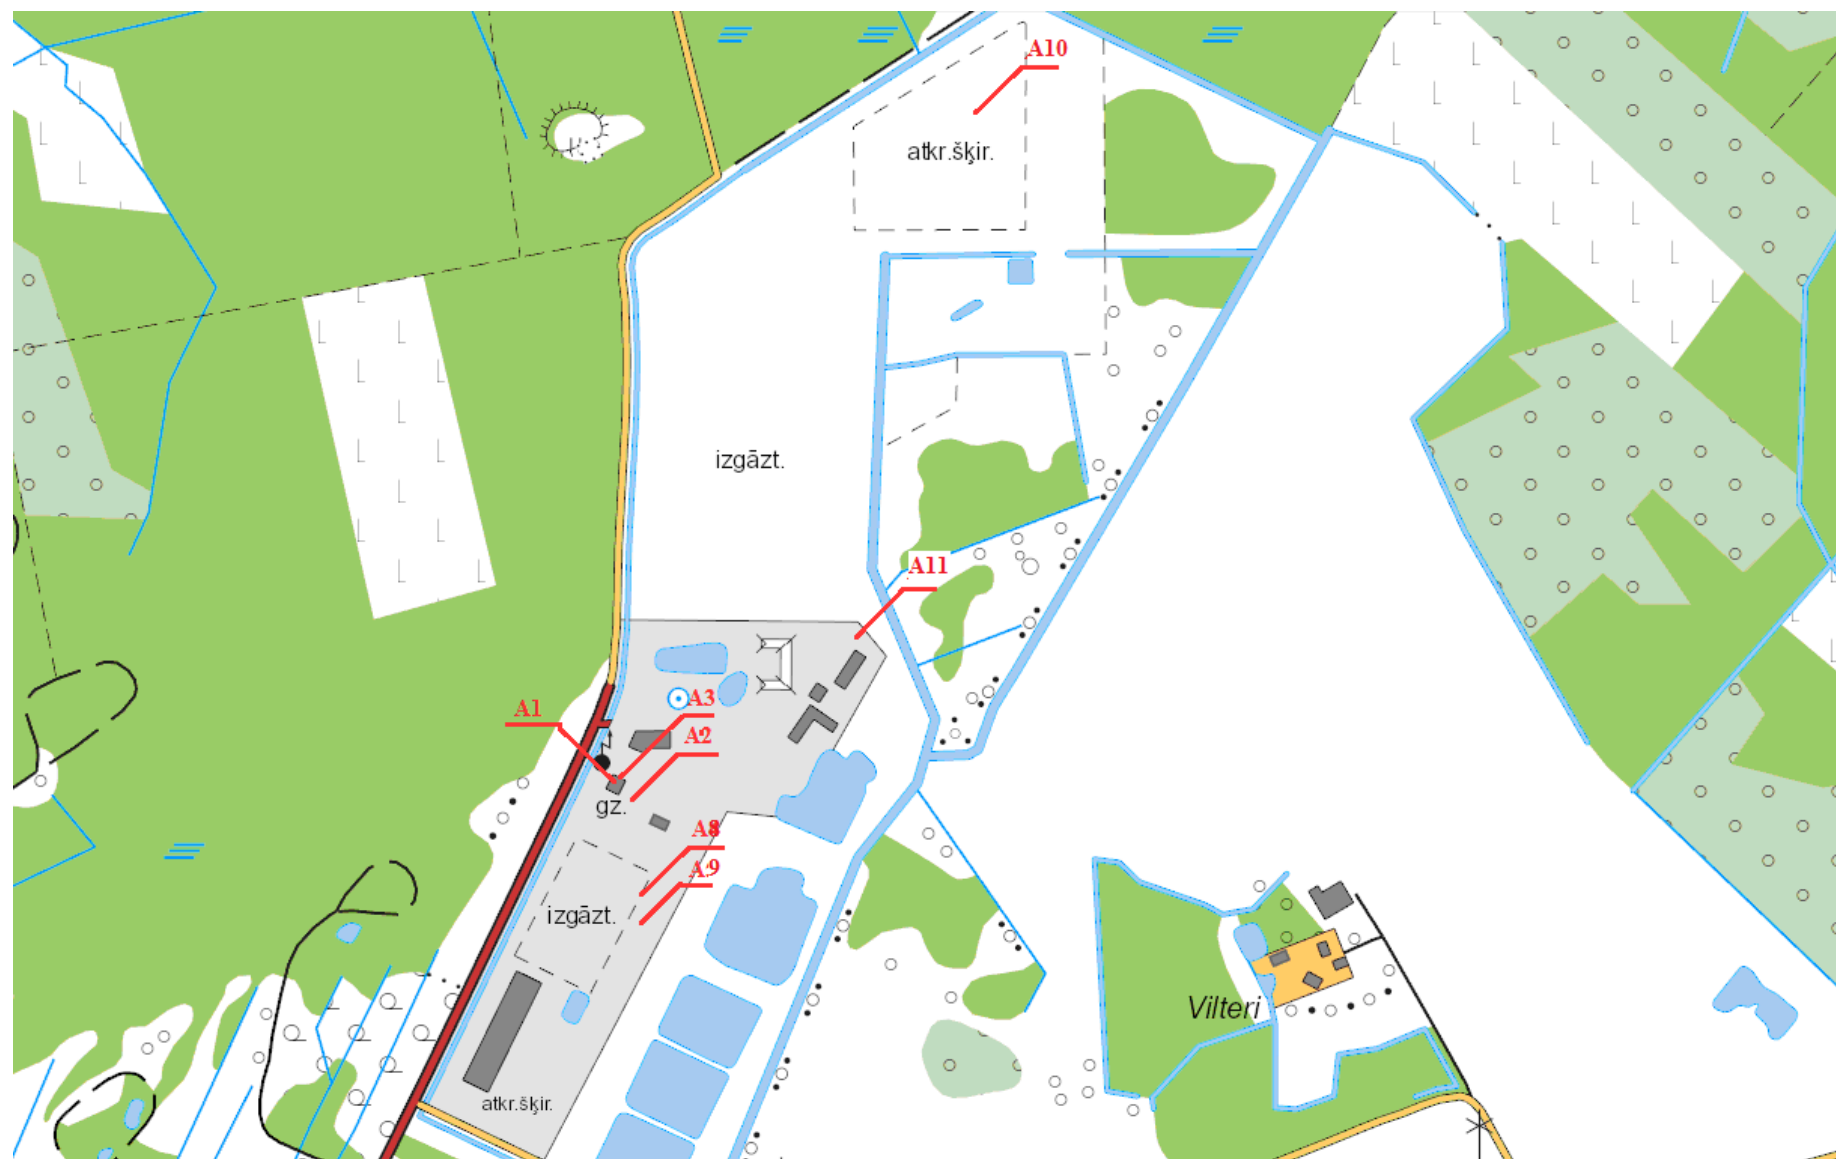 A10
atkr.šķir.
izgāzt.
A11
A1
A3
A2
gz.
A8
A9
izgāzt.
Vilteri
atkr.šķir.